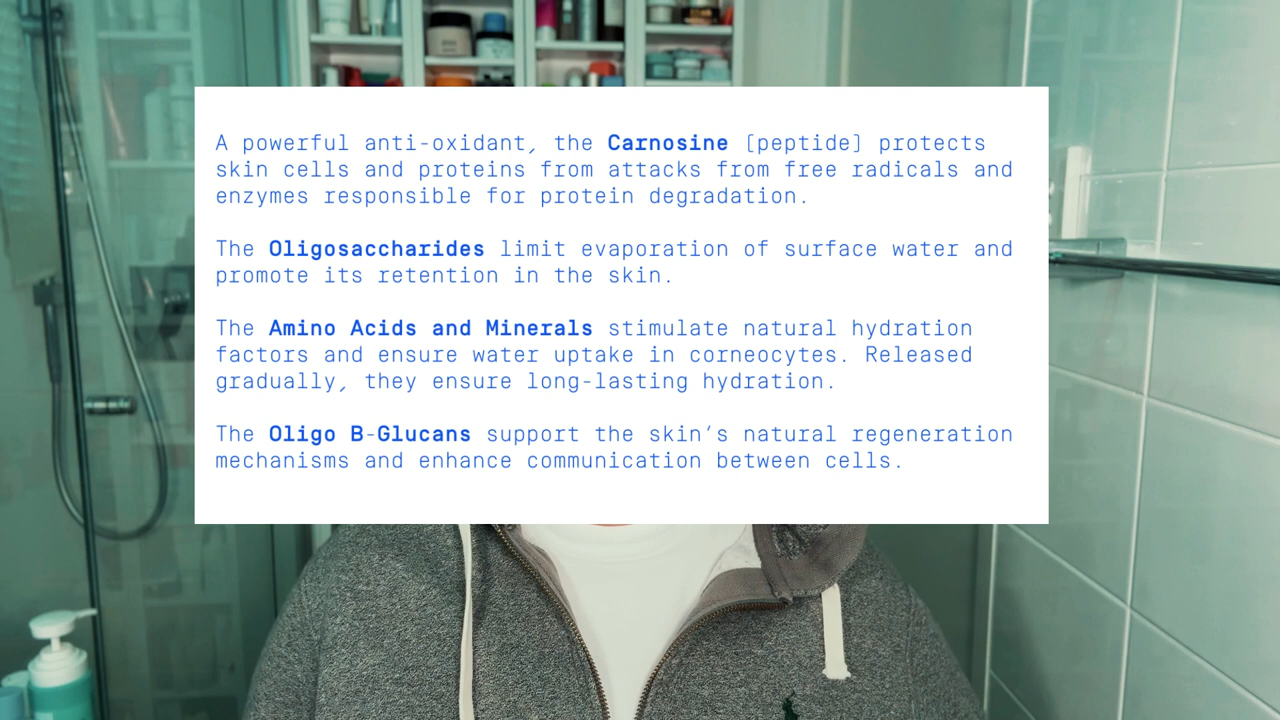 A powerful anti-oxidant, the Carnosine [peptide] protects
skin cells and proteins from attacks from free radicals and
enzymes responsible for protein degradation.
The Oligosaccharides limit evaporation of surface water and
promote its retention in the skin.
The Amino Acids and Minerals stimulate natural hydration
factors and ensure water uptake in corneocytes. Released
gradually, they ensure long-lasting hydration.
The Oligo B-Glucans support the skin's natural regeneration
mechanisms and enhance communication between cells.